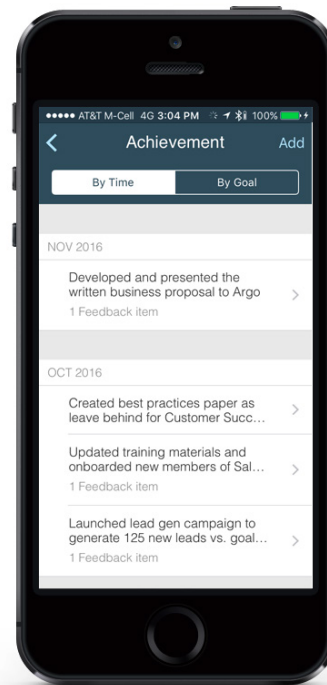 AT&T M-Cell 4G 3:04 PM 100%
Achievement Add
By Time By Goal
NOV 2016
Developed and presented the
written business proposal to Argo
1 Feedback item
OCT 2016
Created best practices paper as
leave behind for Customer Succ...
Updated training materials and
onboarded new members of Sal...
1 Feedback item
Launched lead gen campaign to
generate 125 new leads vs. goal...
1 Feedback item